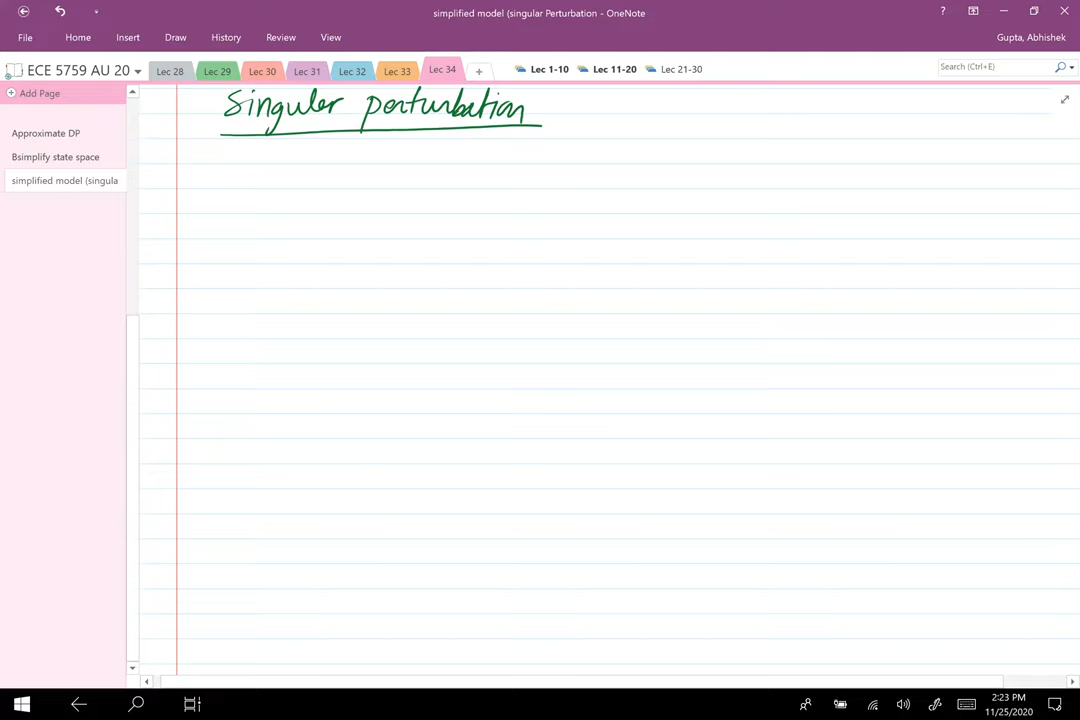 simplified model (singular Perturbation - OneNote
?
File Home Insert Draw History Review View
Gupta, Abhishek
ECE 5759 AU 20
Lec 28 Lec 29 Lec 30 Lec 31 Lec 32 Lec 33 Lec 34 + Lec 1-10 Lec 11-20 Lec 21-30
Search (Ctrl+E)
Add Page
Singular perturbation
Approximate DP
Bsimplify state space
simplified model (singula
2:23 PM
11/25/2020